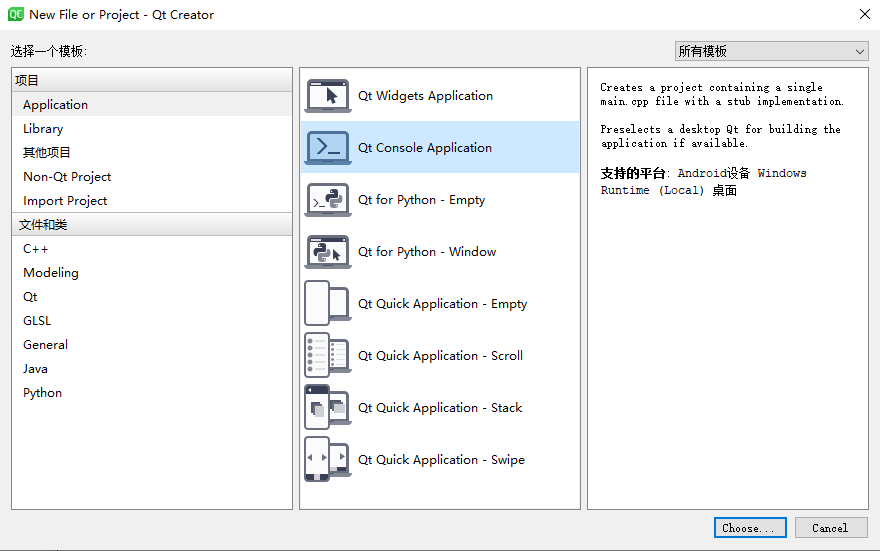 QC New File or Project - Qt Creator
选择一个模板:
所有模板
项目
Application
Library
其他项目
Non-Qt Project
Import Project
文件和类
C++
Modeling
Qt
GLSL
General
Java
Python
Qt Widgets Application
Qt Console Application
Qt for Python - Empty
Qt for Python - Window
Qt Quick Application - Empty
Qt Quick Application - Scroll
Qt Quick Application - Stack
Qt Quick Application - Swipe
Creates a project containing a single
main.cpp file with a stub implementation.
Preselects a desktop Qt for building the
application if available.
支持的平台: Android设备 Windows
Runtime (Local) 桌面
Choose...
Cancel